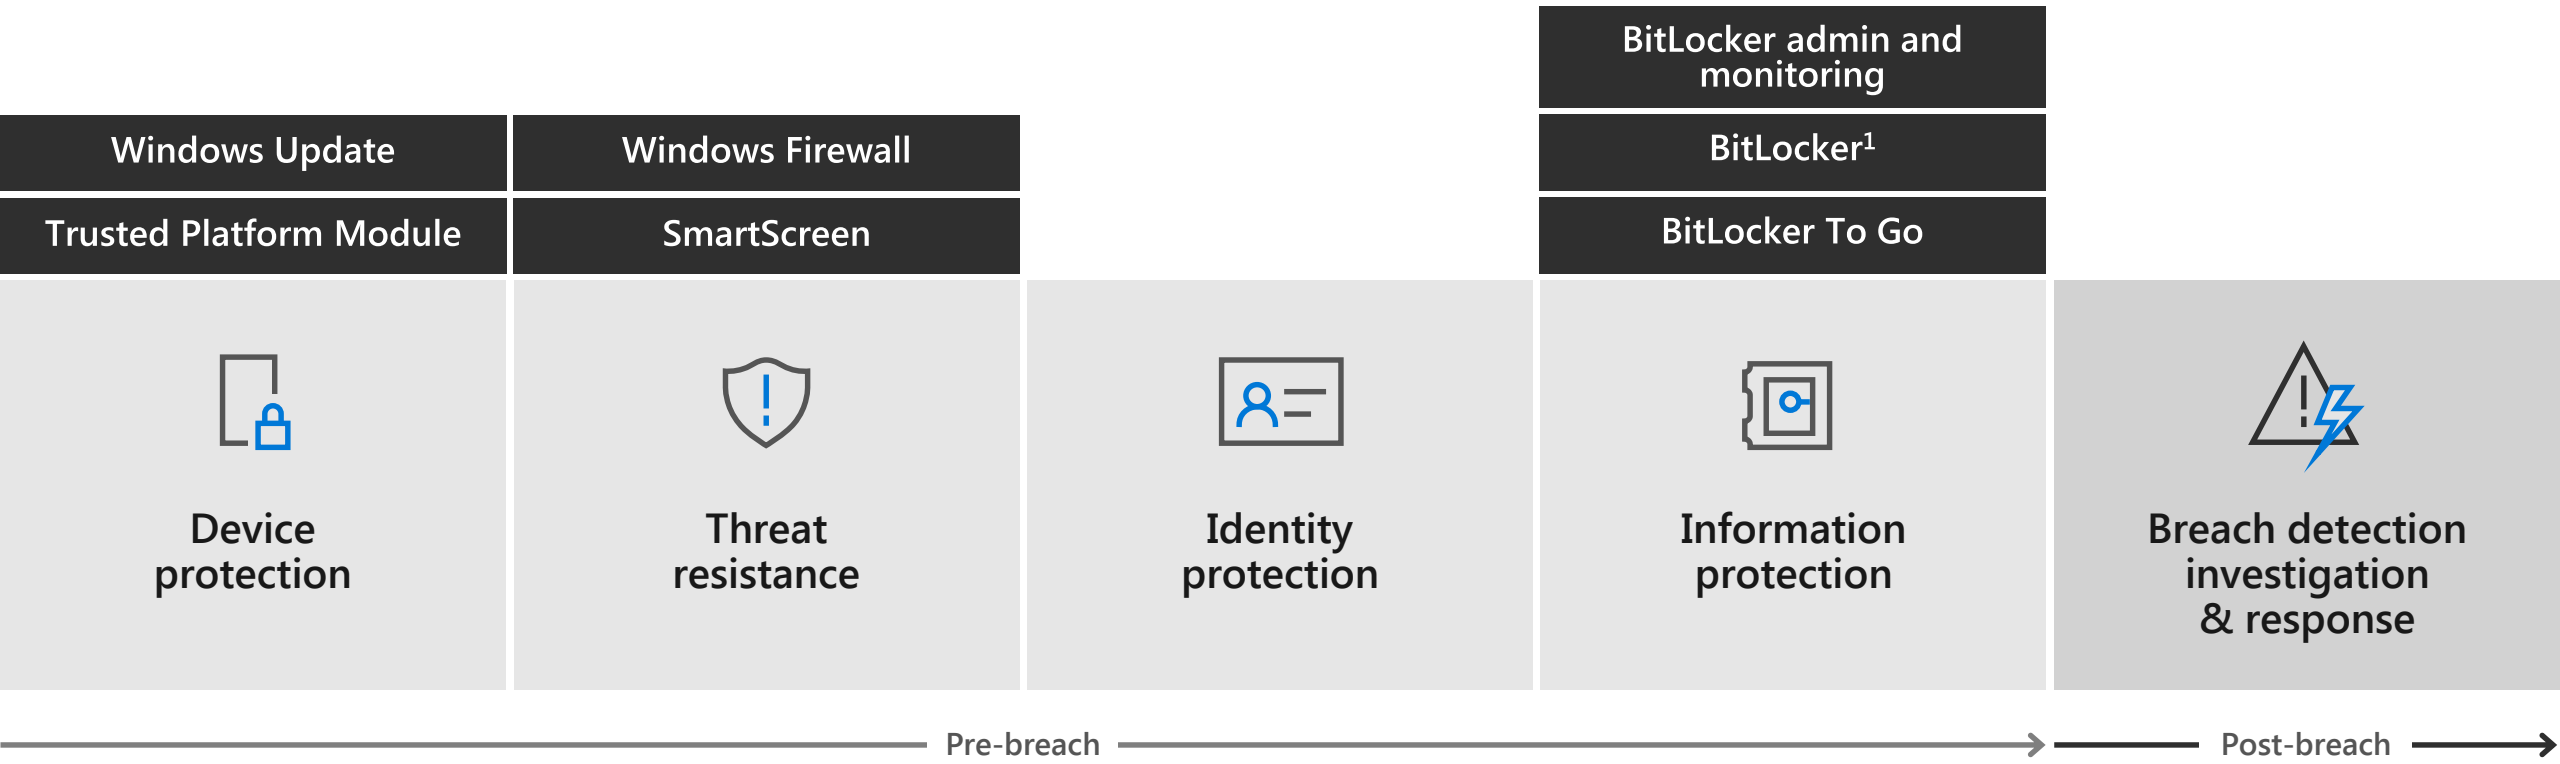 BitLocker admin and
monitoring
Windows Update
Windows Firewall
BitLocker¹
Trusted Platform Module
SmartScreen
BitLocker To Go
Device
protection
Threat
resistance
Identity
protection
Information
protection
Breach detection
investigation
& response
Pre-breach
Post-breach